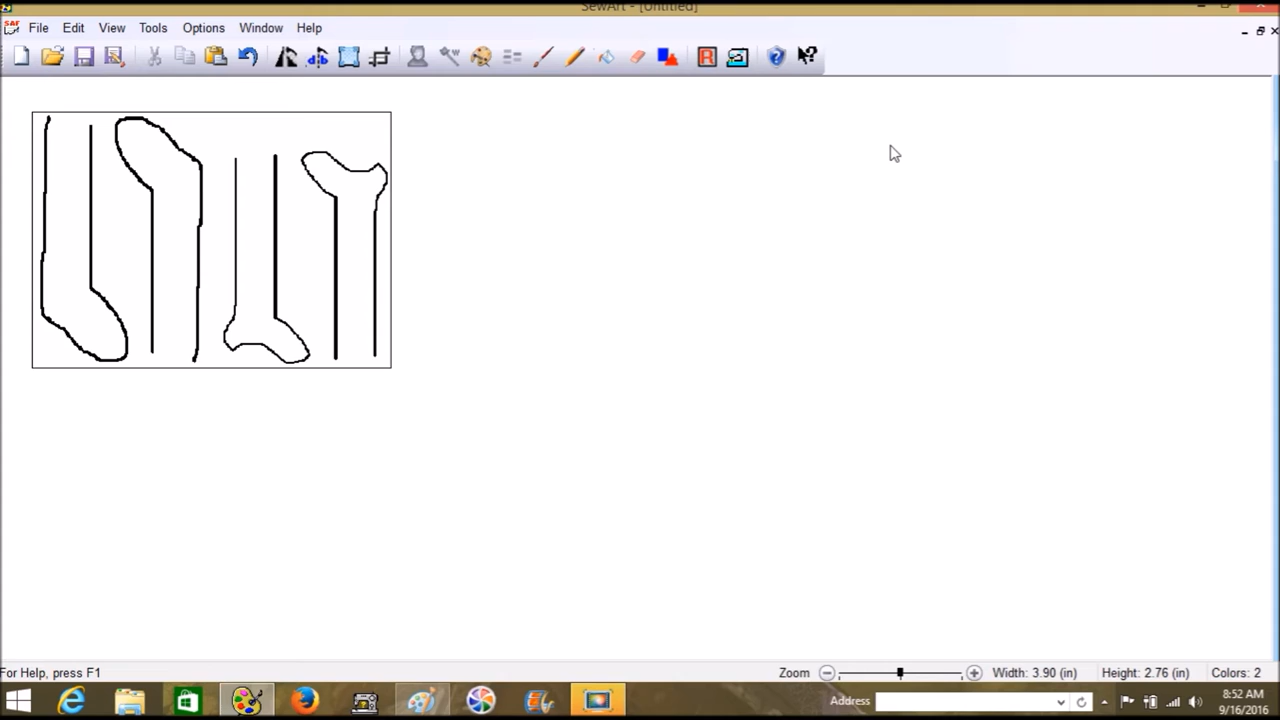 SewArt - [Untitled]
File Edit View Tools Options Window Help
For Help, press F1
Zoom
Width: 3.90 (in)
Height: 2.76 (in)
Colors: 2
Address
8:52 AM
9/16/2016